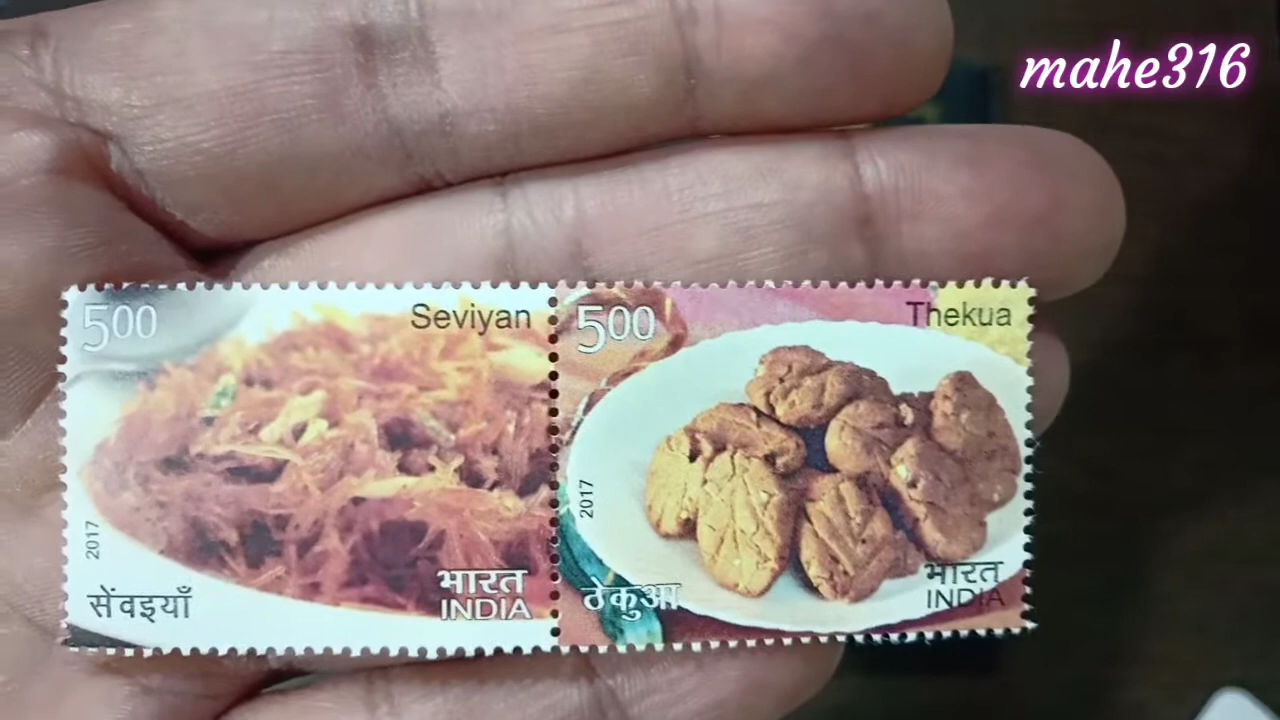 mahe316
5.00
Seviyan
2017
सेंवइयाँ
भारत
INDIA
5.00
Thekua
2017
ठेकुआ
भारत
INDIA